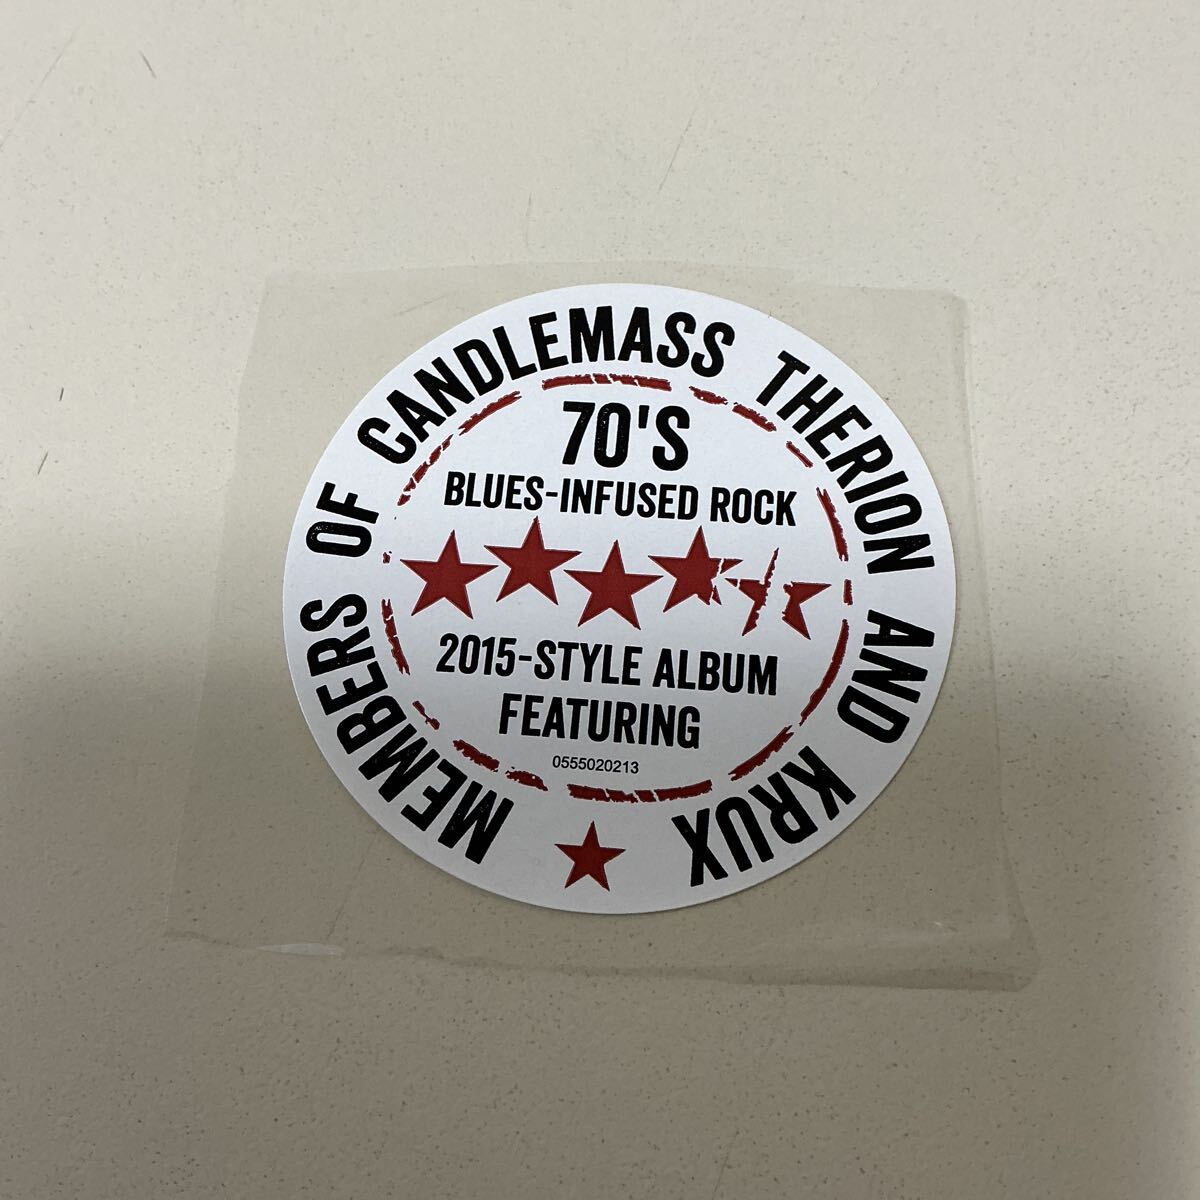 70'S
BLUES-INFUSED ROCK
2015-STYLE ALBUM
FEATURING
0555020213
MEMBERS OF CANDLEMASS THERION AND KRUX